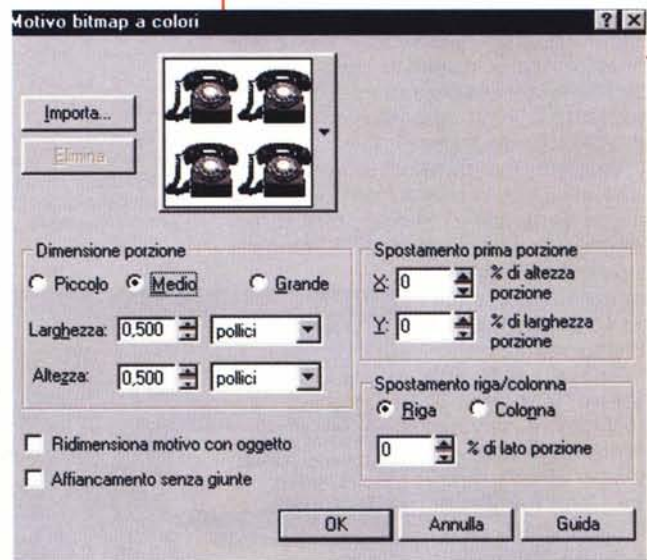 Motivo bitmap a colori
Importa...
Elimina
Dimensione porzione
Piccolo Medio Grande
Larghezza: 0,500 pollici
Altezza: 0,500 pollici
Ridimensiona motivo con oggetto
Affiancamento senza giunte
Spostamento prima porzione
X: 0 % di altezza
porzione
Y: 0 % di larghezza
porzione
Spostamento riga/colonna
Riga Colonna
0 % di lato porzione
OK Annulla Guida